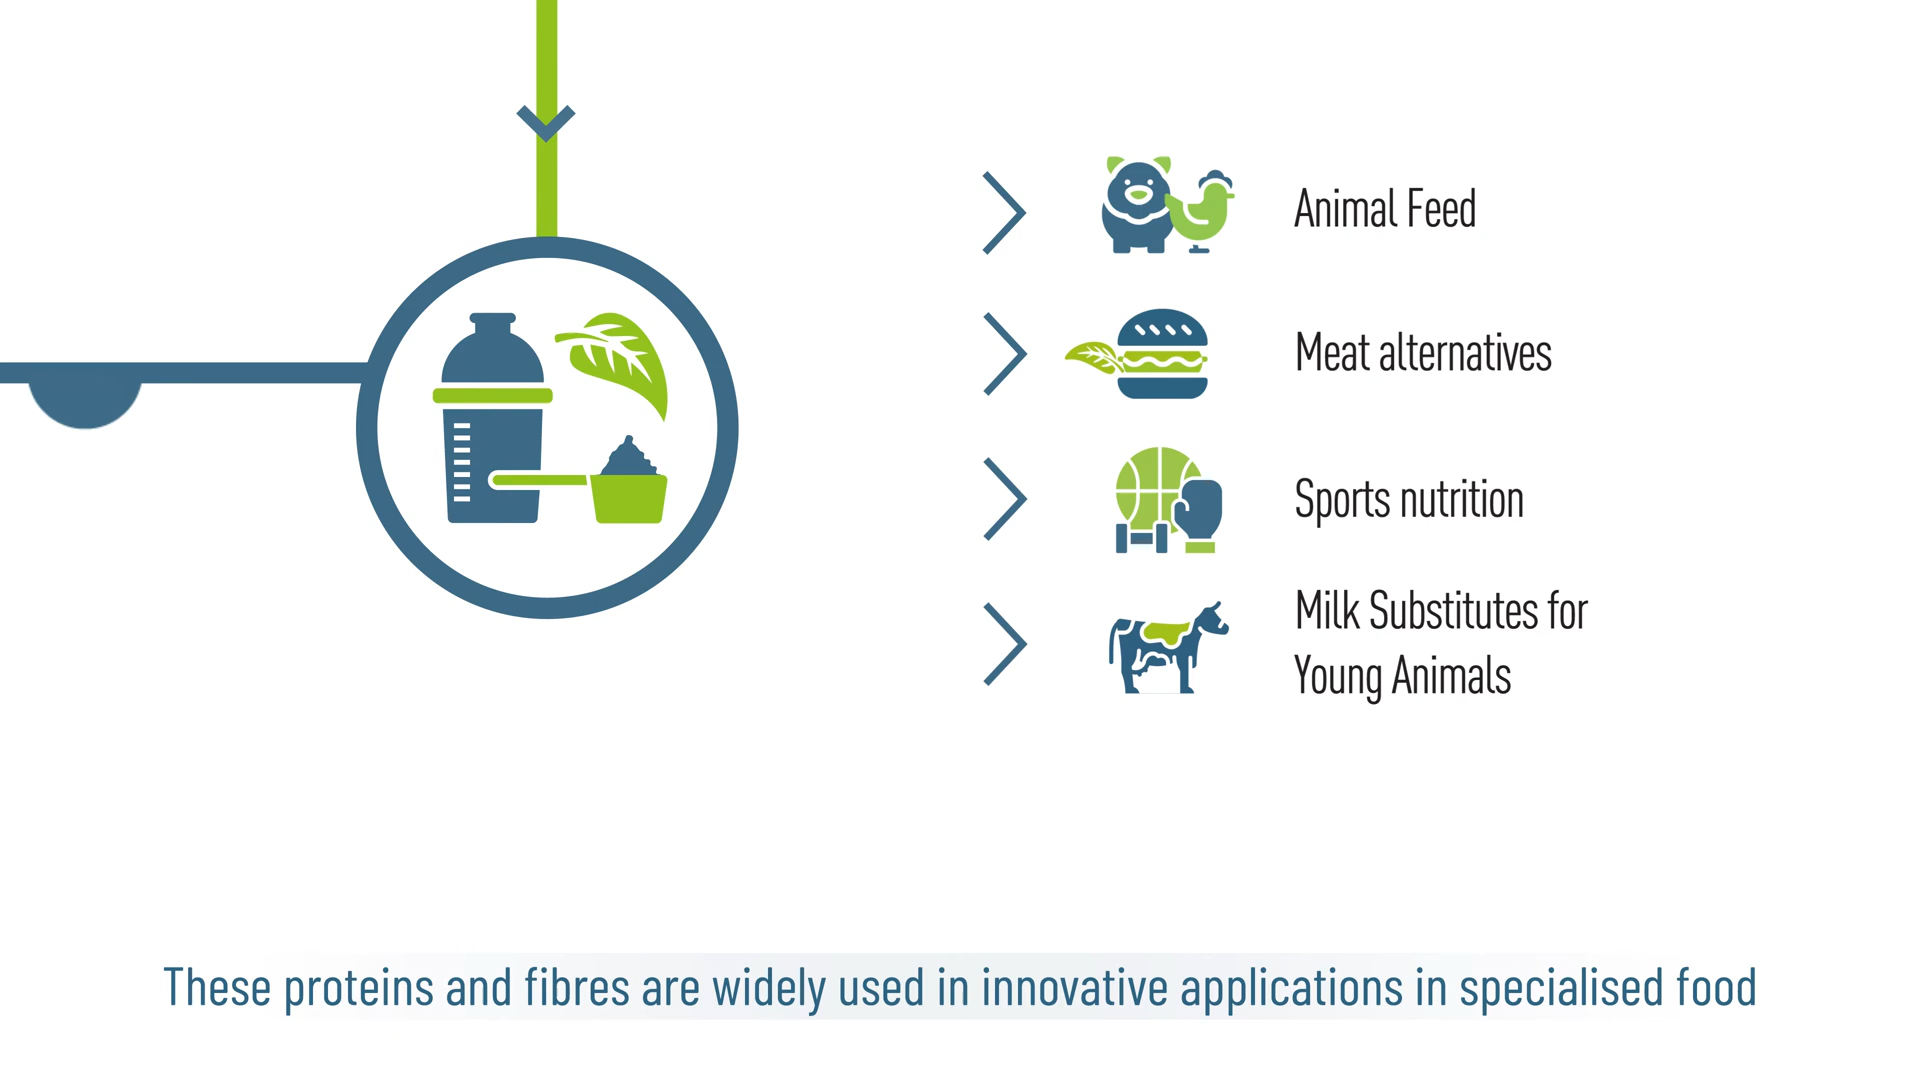 Animal Feed
Meat alternatives
Sports nutrition
Milk Substitutes for
Young Animals
These proteins and fibres are widely used in innovative applications in specialised food